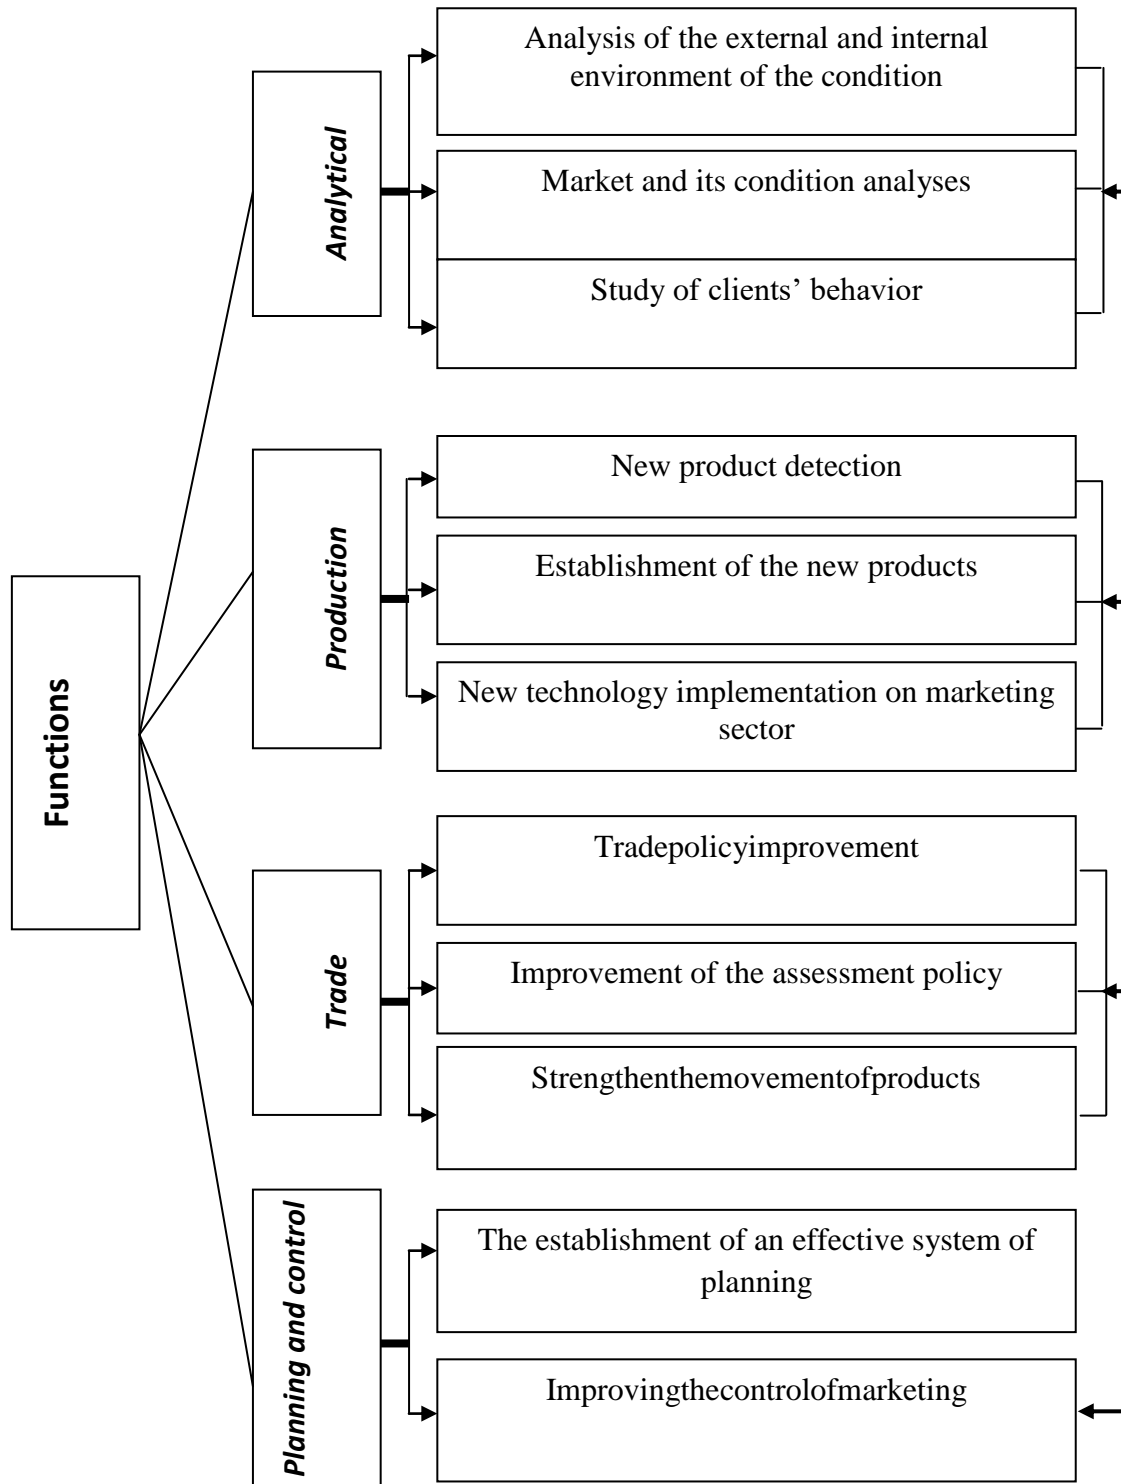 Functions
Analytical
Analysis of the external and internal
environment of the condition
Market and its condition analyses
Study of clients’ behavior
Production
New product detection
Establishment of the new products
New technology implementation on marketing
sector
Trade
Tradepolicyimprovement
Improvement of the assessment policy
Strengthenthemovementofproducts
Planning and control
The establishment of an effective system of
planning
Improvingthecontrolofmarketing